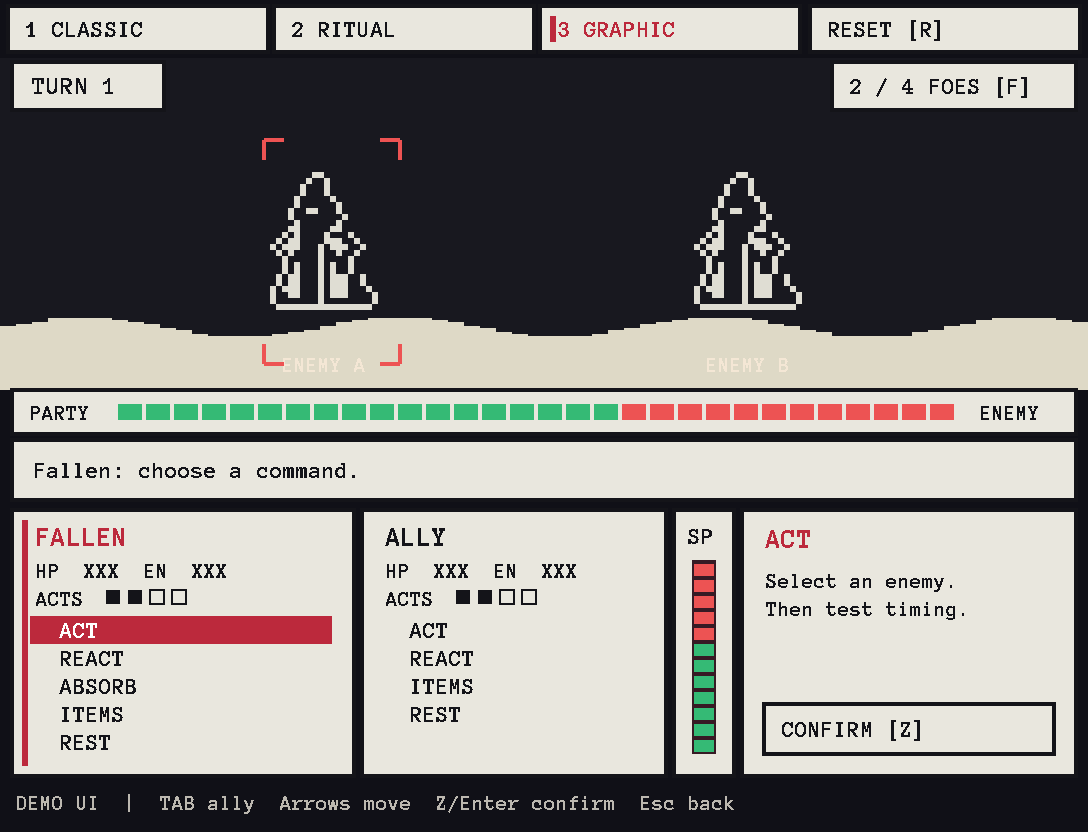 1 CLASSIC
2 RITUAL
3 GRAPHIC
RESET [R]
TURN 1
2 / 4 FOES [F]
ENEMY A
ENEMY B
PARTY
ENEMY
Fallen: choose a command.
FALLEN
HP XXX EN XXX
ACTS
ACT
REACT
ABSORB
ITEMS
REST
ALLY
HP XXX EN XXX
ACTS
ACT
REACT
ITEMS
REST
SP
ACT
Select an enemy.
Then test timing.
CONFIRM [Z]
DEMO UI | TAB ally Arrows move Z/Enter confirm Esc back